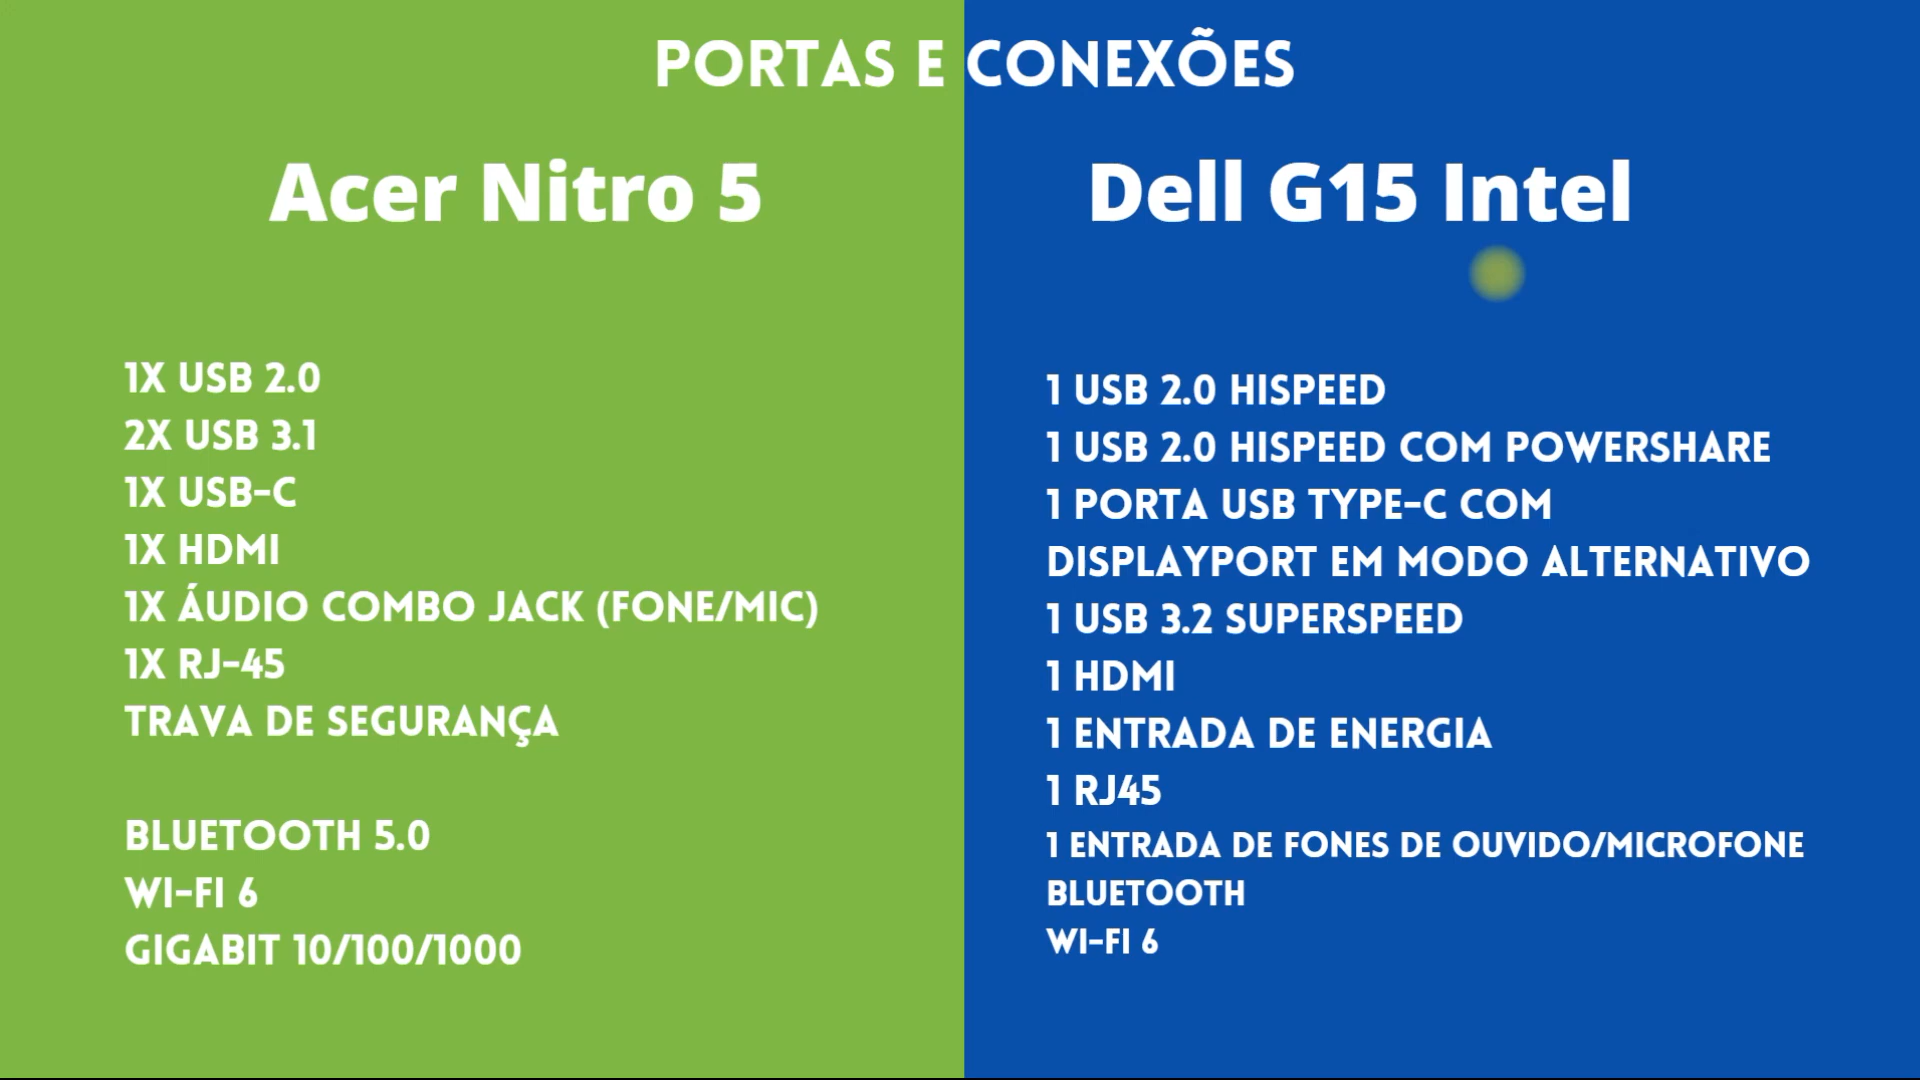 PORTAS E CONEXÕES
Acer Nitro 5
1X USB 2.0
2X USB 3.1
1X USB-C
1X HDMI
1X ÁUDIO COMBO JACK (FONE/MIC)
1X RJ-45
TRAVA DE SEGURANÇA
BLUETOOTH 5.0
WI-FI 6
GIGABIT 10/100/1000
Dell G15 Intel
1 USB 2.0 HISPEED
1 USB 2.0 HISPEED COM POWERSHARE
1 PORTA USB TYPE-C COM
DISPLAYPORT EM MODO ALTERNATIVO
1 USB 3.2 SUPERSPEED
1 HDMI
1 ENTRADA DE ENERGIA
1 RJ45
1 ENTRADA DE FONES DE OUVIDO/MICROFONE
BLUETOOTH
WI-FI 6